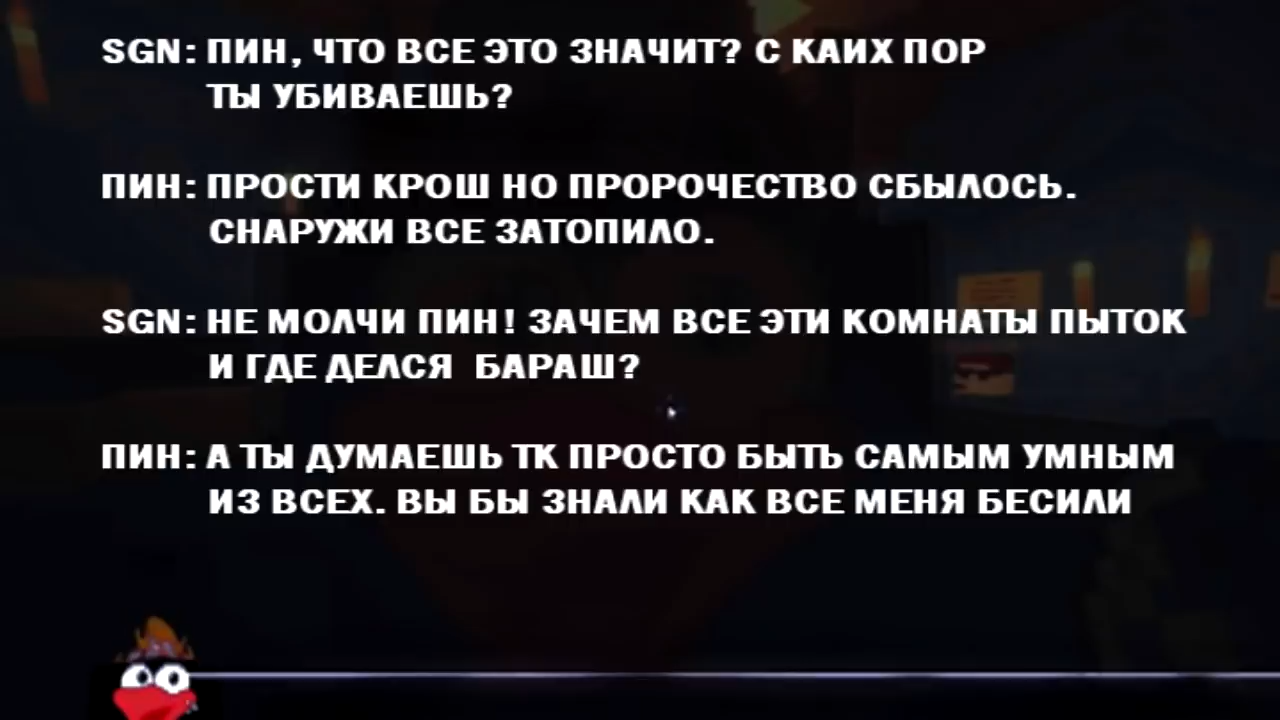 SGN: ПИН, ЧТО ВСЕ ЭТО ЗНАЧИТ? С КАИХ ПОР
ТЫ УБИВАЕШЬ?
ПИН: ПРОСТИ КРОШ НО ПРОРОЧЕСТВО СБЫЛОСЬ.
СНАРУЖИ ВСЕ ЗАТОПИЛО.
SGN: НЕ МОЛЧИ ПИН! ЗАЧЕМ ВСЕ ЭТИ КОМНАТЫ ПЫТОК
И ГДЕ ДЕЛСЯ БАРАШ?
ПИН: А ТЫ ДУМАЕШЬ ТК ПРОСТО БЫТЬ САМЫМ УМНЫМ
ИЗ ВСЕХ. ВЫ БЫ ЗНАЛИ КАК ВСЕ МЕНЯ БЕСИЛИ